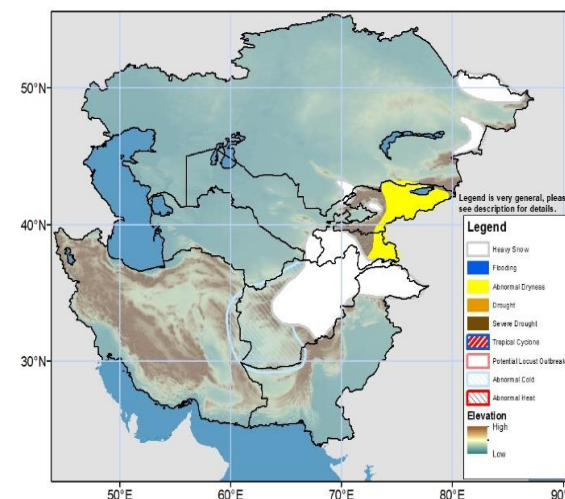 50°N
40°N
30°N
50°E
60°E
70°E
80°E
90°
Legend is very general, pleas
see description for details.
Legend
Heavy Snow
Flooding
Abnormal Dryness
Drought
Severe Drought
Tropical Cyclone
Potential Locust Outbreak
Abnormal Cold
Abnormal Heat
Elevation
High
Low